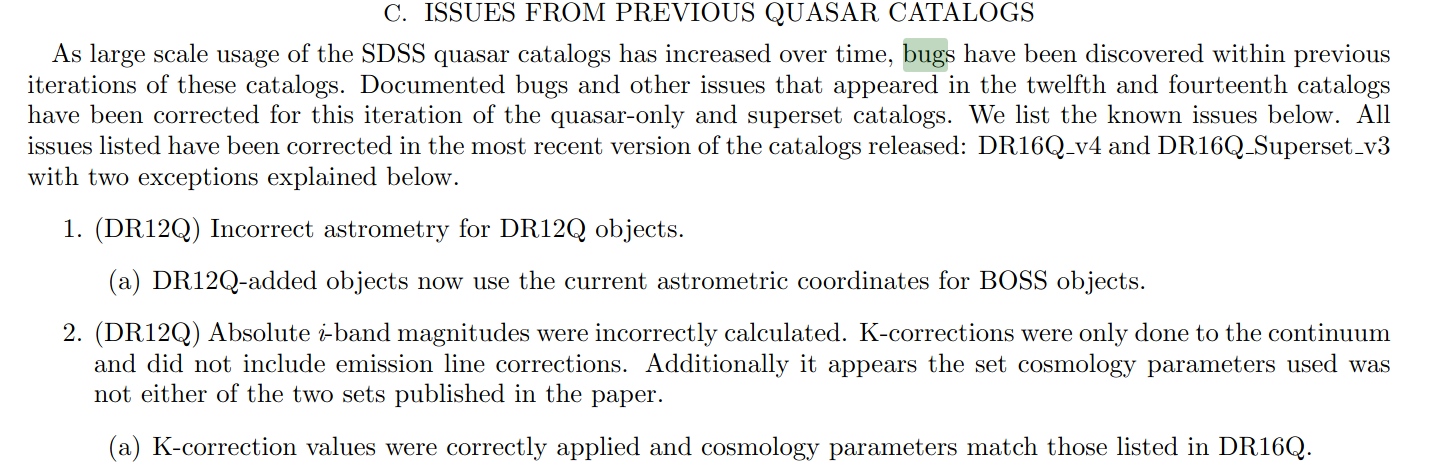 C. ISSUES FROM PREVIOUS QUASAR CATALOGS
As large scale usage of the SDSS quasar catalogs has increased over time, bugs have been discovered within previous
iterations of these catalogs. Documented bugs and other issues that appeared in the twelfth and fourteenth catalogs
have been corrected for this iteration of the quasar-only and superset catalogs. We list the known issues below. All
issues listed have been corrected in the most recent version of the catalogs released: DR16Q_v4 and DR16Q_Superset_v3
with two exceptions explained below.
1. (DR12Q) Incorrect astrometry for DR12Q objects.
(a) DR12Q-added objects now use the current astrometric coordinates for BOSS objects.
2. (DR12Q) Absolute i-band magnitudes were incorrectly calculated. K-corrections were only done to the continuum
and did not include emission line corrections. Additionally it appears the set cosmology parameters used was
not either of the two sets published in the paper.
(a) K-correction values were correctly applied and cosmology parameters match those listed in DR16Q.